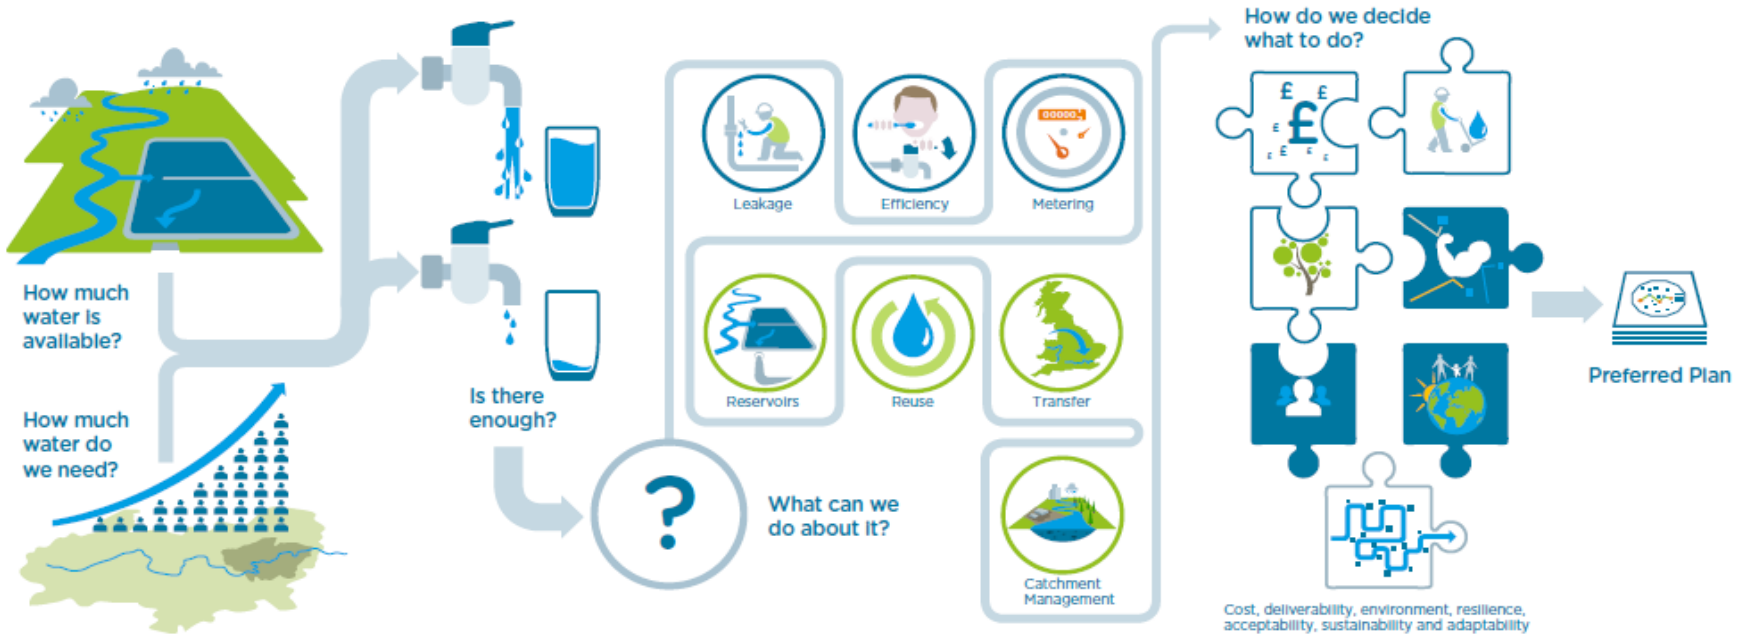 How much
water is
available?
How much
water do
we need?
Is there
enough?
?
What can we
do about it?
Leakage
Efficiency
00000
Metering
Reservoirs
Reuse
Transfer
Catchment
Management
How do we decide
what to do?
£ £
£ £
£ £ £ £
Cost, deliverability, environment, resilience,
acceptability, sustainability and adaptability
Preferred Plan